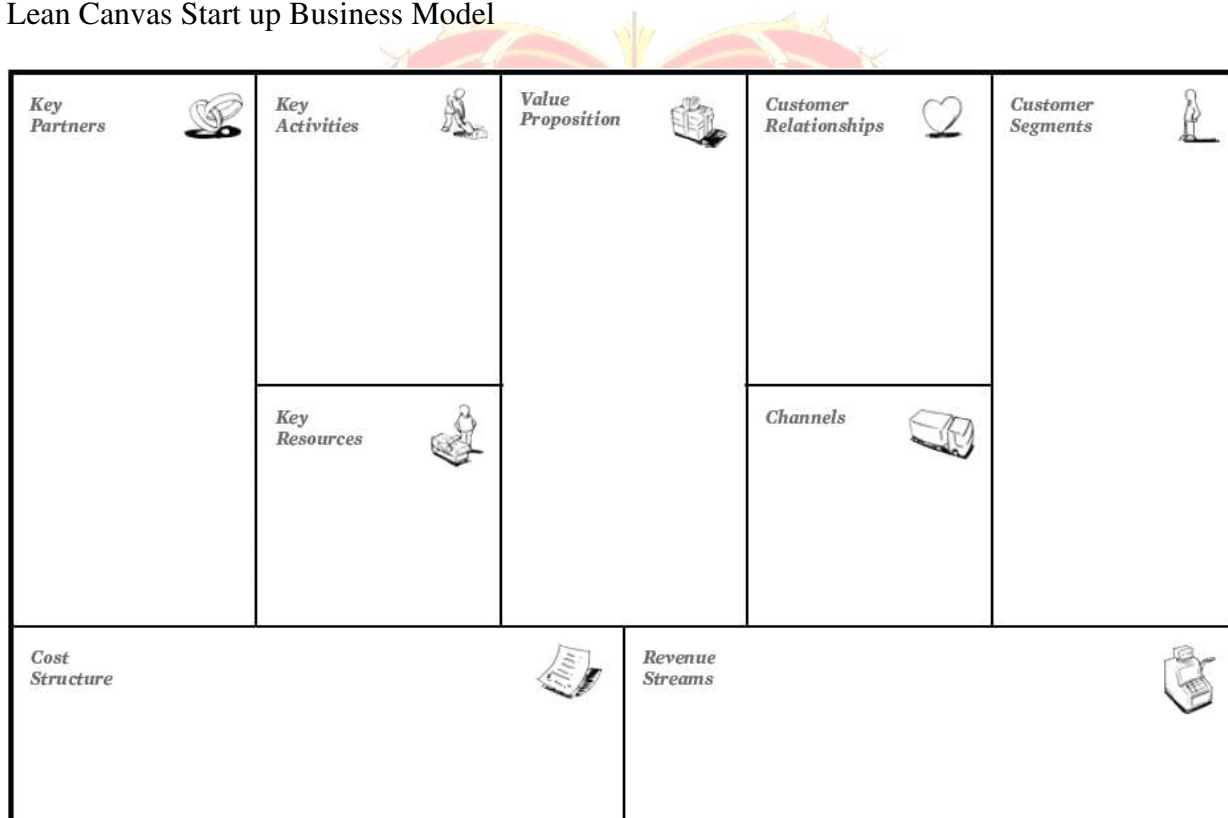 Lean Canvas Start up Business Model
Key
Partners
Key
Activities
Value
Proposition
Customer
Relationships
Customer
Segments
Key
Resources
Channels
Cost
Structure
Revenue
Streams